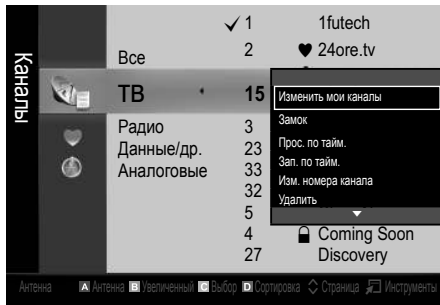 Каналы
✓ 1 1futech
Все 2 ♥ 24ore.tv
ТВ 15
Изменить мои каналы
Замок
Прос. по тайм.
Зап. по тайм.
Изм. номера канала
Удалить
Радио 3
Данные/др. 23
Аналоговые 33
32
5
4 Coming Soon
27 Discovery
Антенна A Антенна B Увеличенный C Выбор D Сортировка Страница Инструменты